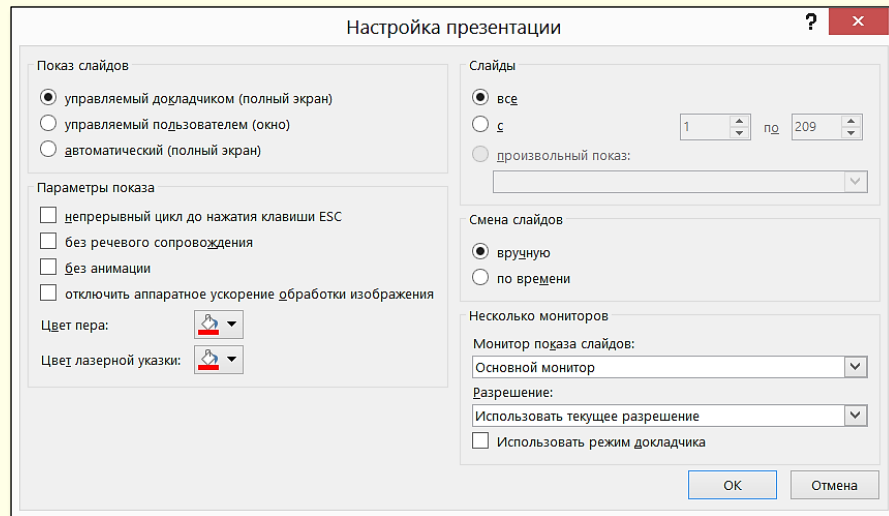 Настройка презентации
?
Показ слайдов
управляемый докладчиком (полный экран)
управляемый пользователем (окно)
автоматический (полный экран)
Параметры показа
непрерывный цикл до нажатия клавиши ESC
без речевого сопровождения
без анимации
отключить аппаратное ускорение обработки изображения
Цвет пера:
Цвет лазерной указки:
Слайды
все
с 1 по 209
произвольный показ:
Смена слайдов
вручную
по времени
Несколько мониторов
Монитор показа слайдов:
Основной монитор
Разрешение:
Использовать текущее разрешение
Использовать режим докладчика
ОК
Отмена